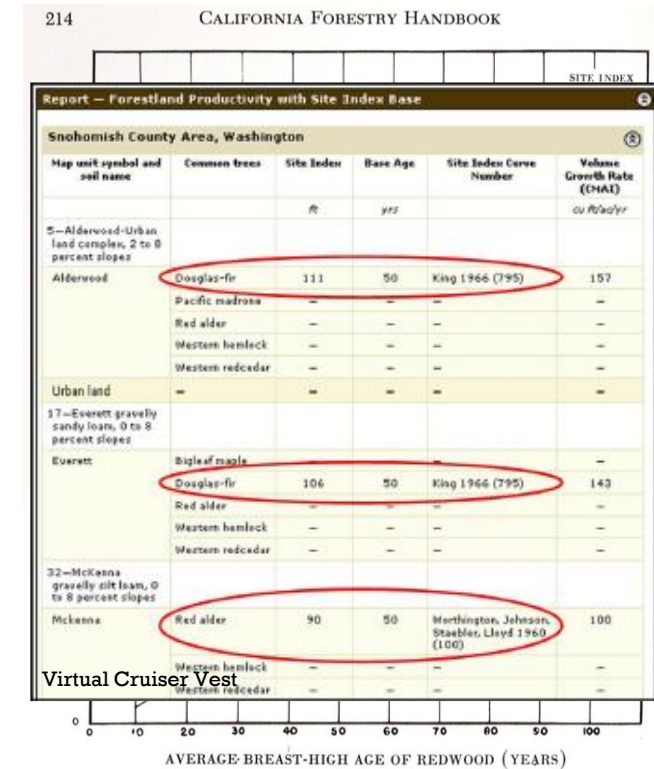 214 CALIFORNIA FORESTRY HANDBOOK
SITE INDEX
Report — Forestland Productivity with Site Index Base
Snohomish County Area, Washington
Map unit symbol and soil name | Common trees | Site Index | Base Age | Site Index Curve Number | Volume Growth Rate (CMAI)
ft | yrs | cu ft/ac/yr
5—Alderwood-Urban
land complex, 2 to 8
percent slopes
Alderwood | Douglas-fir | 111 | 50 | King 1966 (795) | 157
Pacific madrone | — | — | — | —
Red alder | — | — | — | —
Western hemlock | — | — | — | —
Western redcedar | — | — | — | —
Urban land | — | — | — | — | —
17—Everett gravelly
sandy loam, 0 to 8
percent slopes
Everett | Bigleaf maple | — | — | — | —
Douglas-fir | 106 | 50 | King 1966 (795) | 143
Red alder | — | — | — | —
Western hemlock | — | — | — | —
Western redcedar | — | — | — | —
32—McKenna
gravelly silt loam, 0
to 8 percent slopes
Mckenna | Red alder | 90 | 50 | Worthington, Johnson, | 100
Staebler, Lloyd 1960
(100)
Western hemlock | — | — | — | —
Virtual Cruiser Vest
Western redcedar | — | — | — | —
0
0 10 20 30 40 50 60 70 80 90 100
AVERAGE BREAST-HIGH AGE OF REDWOOD (YEARS)